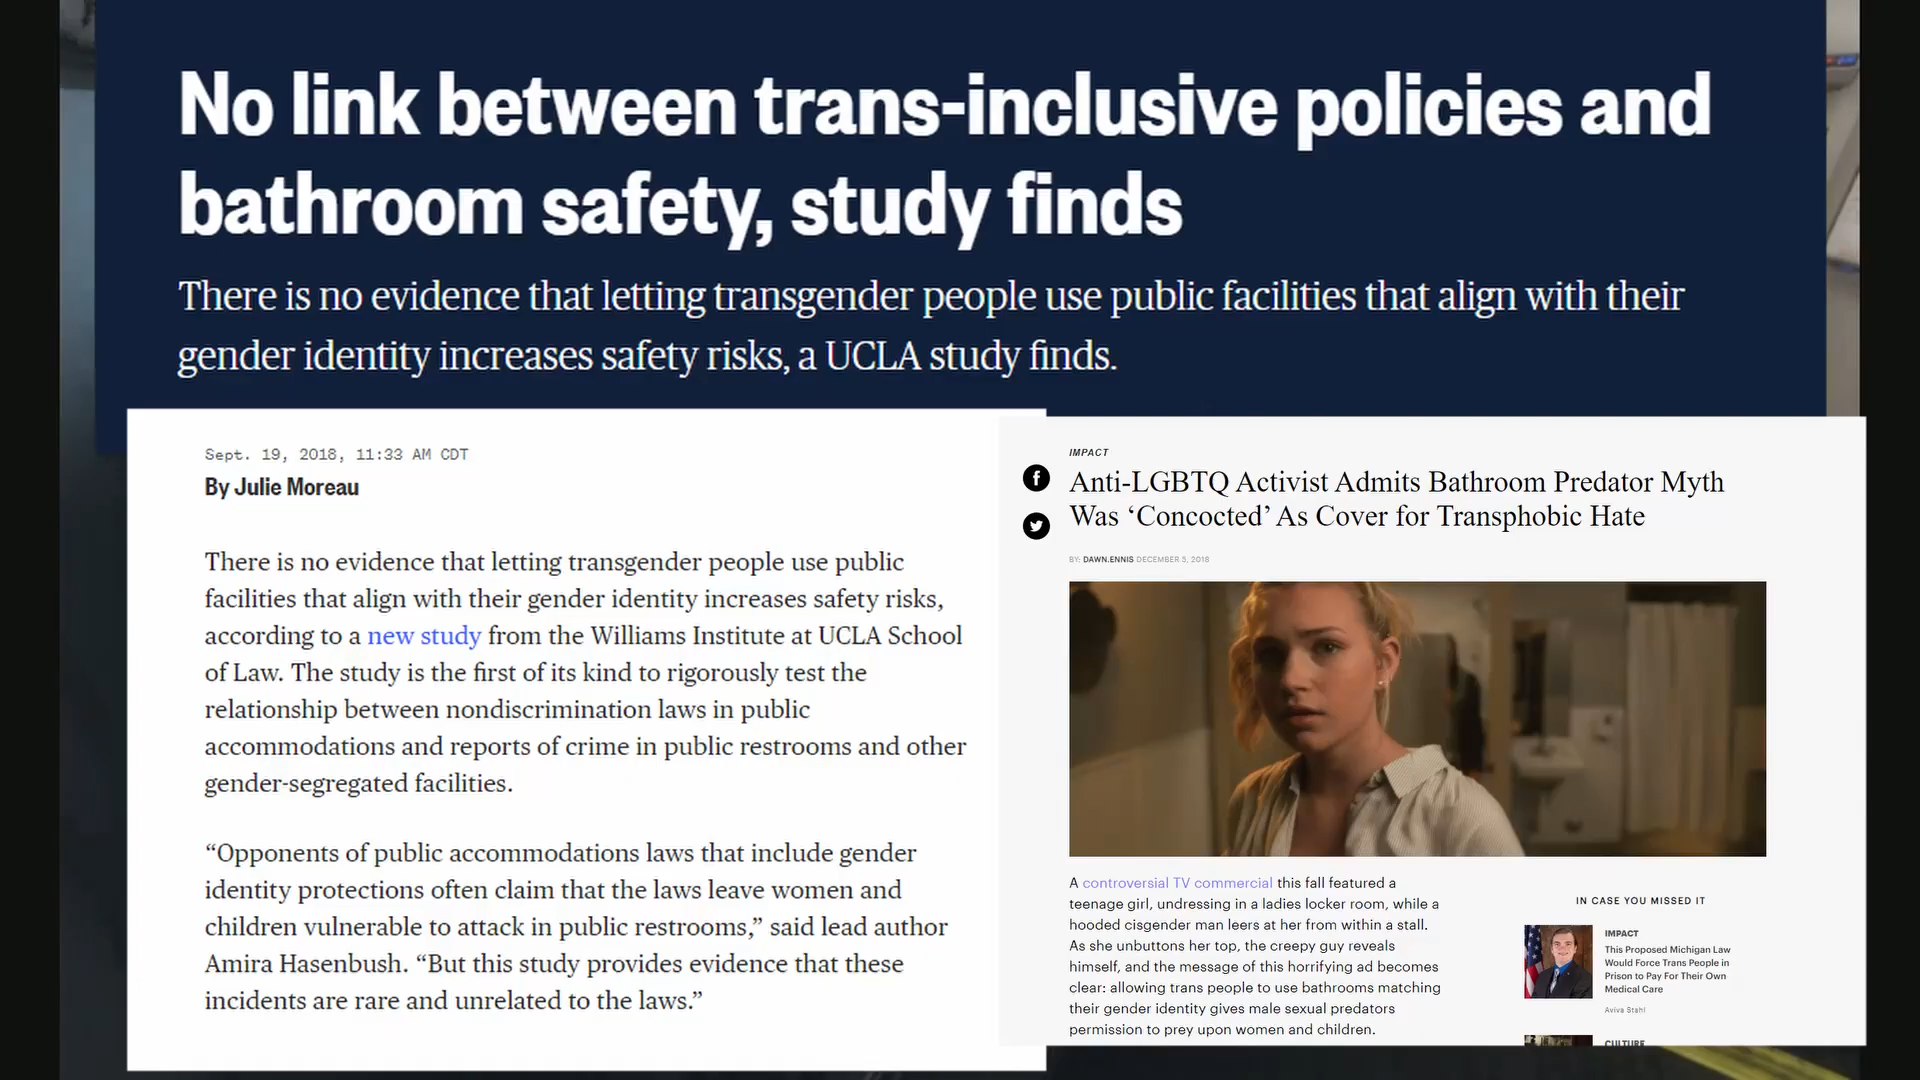 No link between trans-inclusive policies and
bathroom safety, study finds
There is no evidence that letting transgender people use public facilities that align with their
gender identity increases safety risks, a UCLA study finds.
Sept. 19, 2018, 11:33 AM CDT
By Julie Moreau
There is no evidence that letting transgender people use public
facilities that align with their gender identity increases safety risks,
according to a new study from the Williams Institute at UCLA School
of Law. The study is the first of its kind to rigorously test the
relationship between nondiscrimination laws in public
accommodations and reports of crime in public restrooms and other
gender-segregated facilities.
“Opponents of public accommodations laws that include gender
identity protections often claim that the laws leave women and
children vulnerable to attack in public restrooms,” said lead author
Amira Hasenbush. “But this study provides evidence that these
incidents are rare and unrelated to the laws.”
IMPACT
Anti-LGBTQ Activist Admits Bathroom Predator Myth
Was ‘Concocted’ As Cover for Transphobic Hate
BY: DAWN.ENNIS DECEMBER 5, 2018
A controversial TV commercial this fall featured a
teenage girl, undressing in a ladies locker room, while a
hooded cisgender man leers at her from within a stall.
As she unbuttons her top, the creepy guy reveals
himself, and the message of this horrifying ad becomes
clear: allowing trans people to use bathrooms matching
their gender identity gives male sexual predators
permission to prey upon women and children.
IN CASE YOU MISSED IT
IMPACT
This Proposed Michigan Law
Would Force Trans People in
Prison to Pay For Their Own
Medical Care
Aviva Stahl
CULTURE